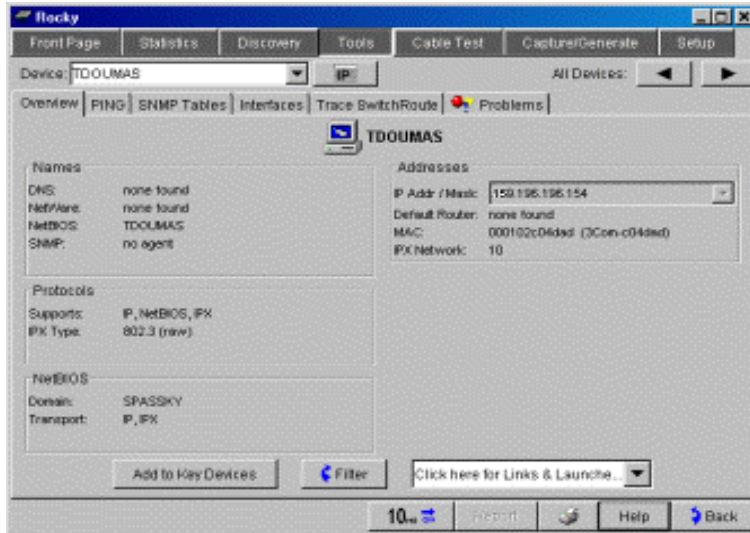 Rocky
Front Page Statistics Discovery Tools Cable Test Capture/Generate Setup
Device: TDOUMAS IP All Devices:
Overview PING SNMP Tables Interfaces Trace SwitchRoute Problems
TDOUMAS
Names
DNS: none found
NetWare: none found
NetBIOS: TDOUMAS
SNMP: no agent
Addresses
IP Addr / Mask: 159.196.196.154
Default Router: none found
MAC: 000102c04dad (3Com-c04dad)
IPX Network: 10
Protocols
Supports: IP, NetBIOS, IPX
IPX Type: 802.3 (raw)
NetBIOS
Domain: SPASSKY
Transport: IP, IPX
Add to Key Devices Filter Click here for Links & Launche...
10 Report Help Back